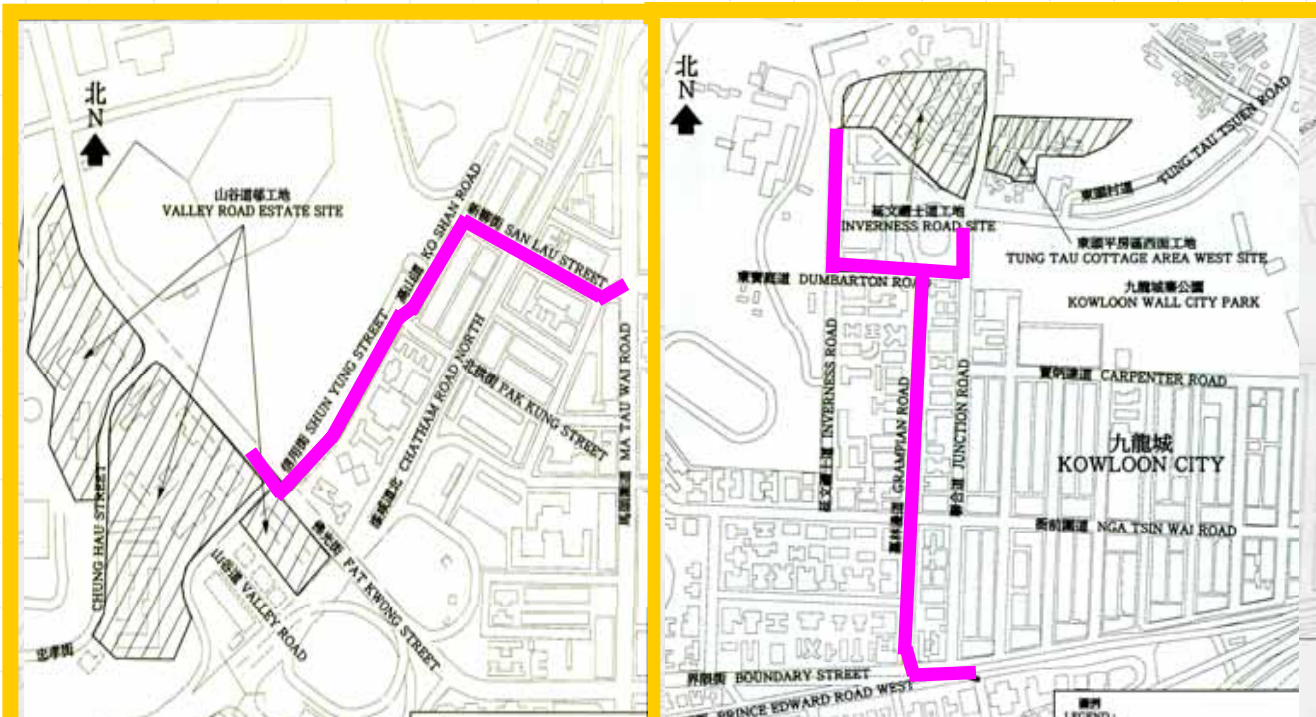 北
N
山谷道邨工地
VALLEY ROAD ESTATE SITE
高山道 KO SHAN ROAD
新柳街 SAN LAU STREET
信用街 SHUN YUNG STREET
漆咸道北 CHATHAM ROAD NORTH
北拱街 PAK KUNG STREET
馬頭圍道 MA TAU WAI ROAD
CHUNG HAU STREET
忠孝街
山谷道 VALLEY ROAD
佛光街 FAT KWONG STREET
北
N
東頭村道 TUNG TAU TSUEN ROAD
延文禮士道工地
INVERNESS ROAD SITE
東頭平房區西面工地
TUNG TAU COTTAGE AREA WEST SITE
東寶庭道 DUMBARTON ROAD
九龍城寨公園
KOWLOON WALL CITY PARK
延文禮士道 INVERNESS ROAD
嘉林邊道 GRAMPIAN ROAD
聯合道 JUNCTION ROAD
賈炳達道 CARPENTER ROAD
九龍城
KOWLOON CITY
衙前圍道 NGA TSIN WAI ROAD
界限街 BOUNDARY STREET
PRINCE EDWARD ROAD WEST
圖例
LEGEND: